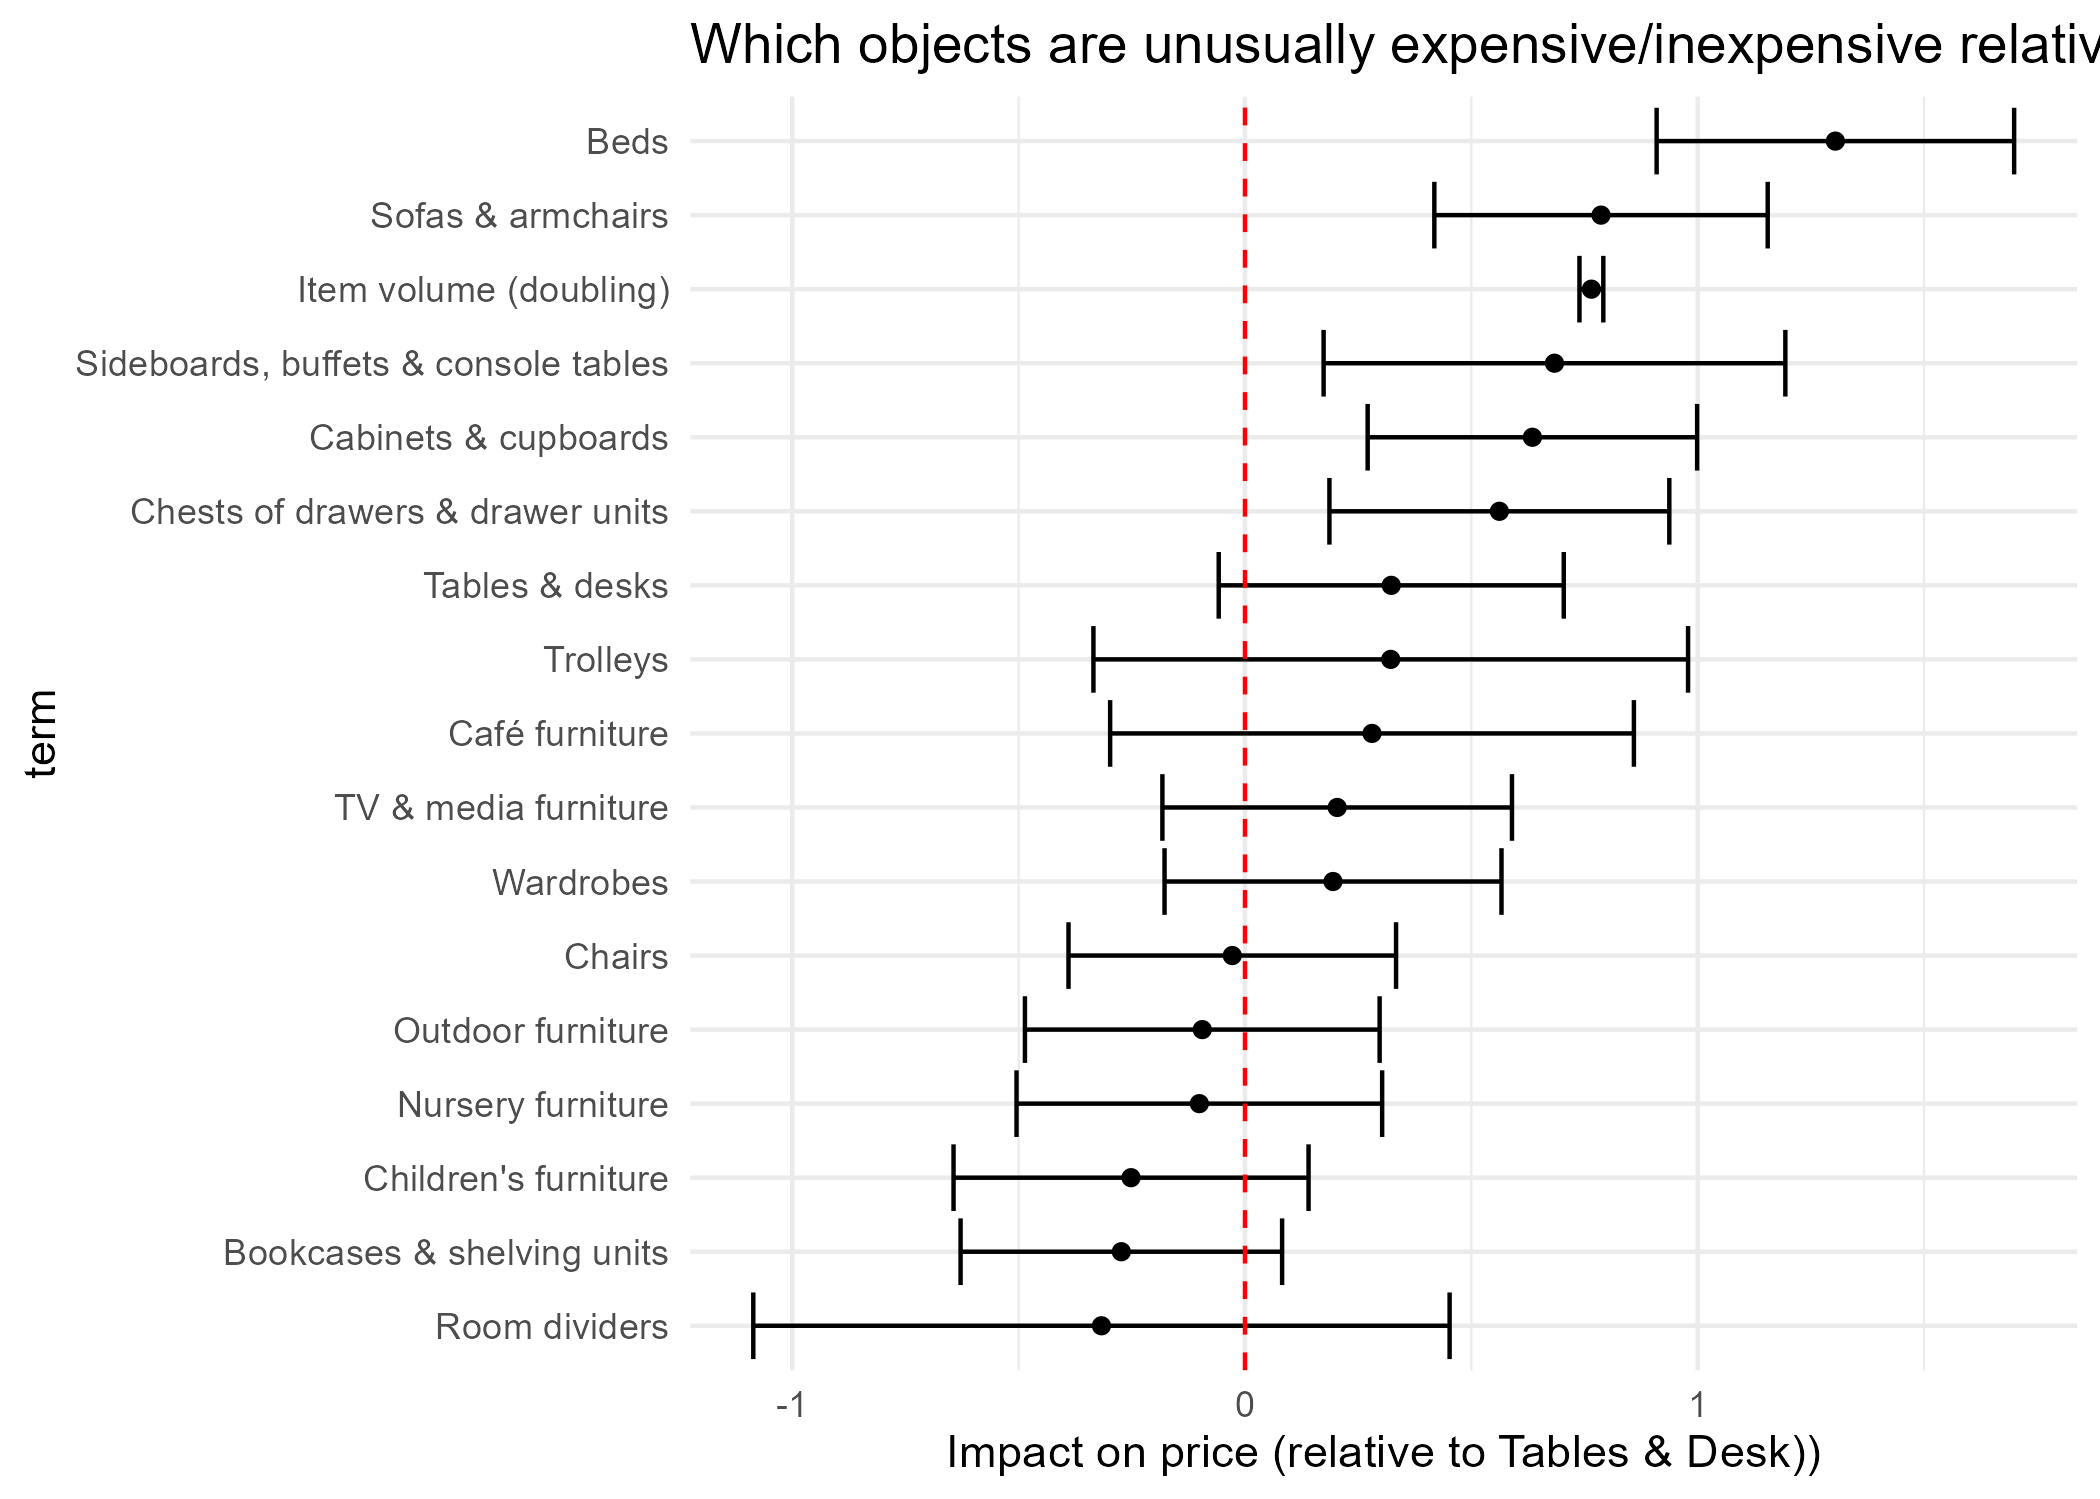 Which objects are unusually expensive/inexpensive relativ
Beds
Sofas & armchairs
Item volume (doubling)
Sideboards, buffets & console tables
Cabinets & cupboards
Chests of drawers & drawer units
Tables & desks
Trolleys
Café furniture
TV & media furniture
Wardrobes
Chairs
Outdoor furniture
Nursery furniture
Children's furniture
Bookcases & shelving units
Room dividers
term
-1 0 1
Impact on price (relative to Tables & Desk))